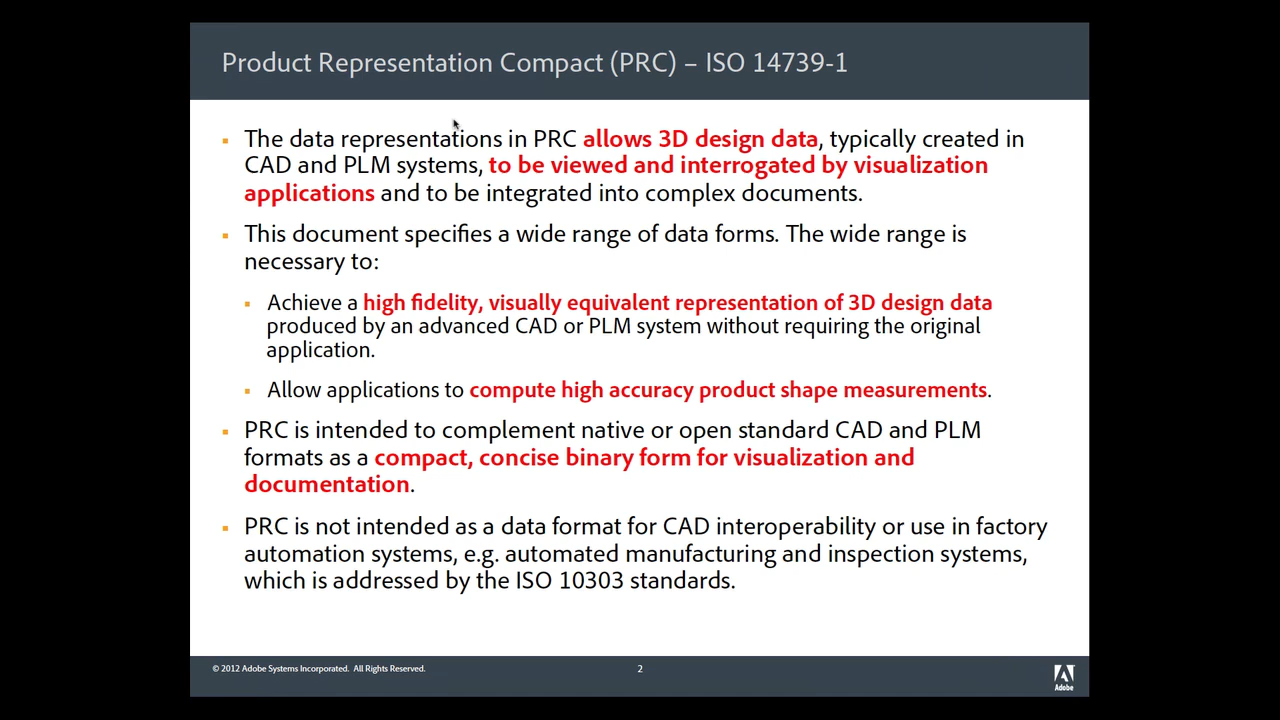 Product Representation Compact (PRC) – ISO 14739-1
The data representations in PRC allows 3D design data, typically created in
CAD and PLM systems, to be viewed and interrogated by visualization
applications and to be integrated into complex documents.
This document specifies a wide range of data forms. The wide range is
necessary to:
Achieve a high fidelity, visually equivalent representation of 3D design data
produced by an advanced CAD or PLM system without requiring the original
application.
Allow applications to compute high accuracy product shape measurements.
PRC is intended to complement native or open standard CAD and PLM
formats as a compact, concise binary form for visualization and
documentation.
PRC is not intended as a data format for CAD interoperability or use in factory
automation systems, e.g. automated manufacturing and inspection systems,
which is addressed by the ISO 10303 standards.
© 2012 Adobe Systems Incorporated. All Rights Reserved.
2
Adobe